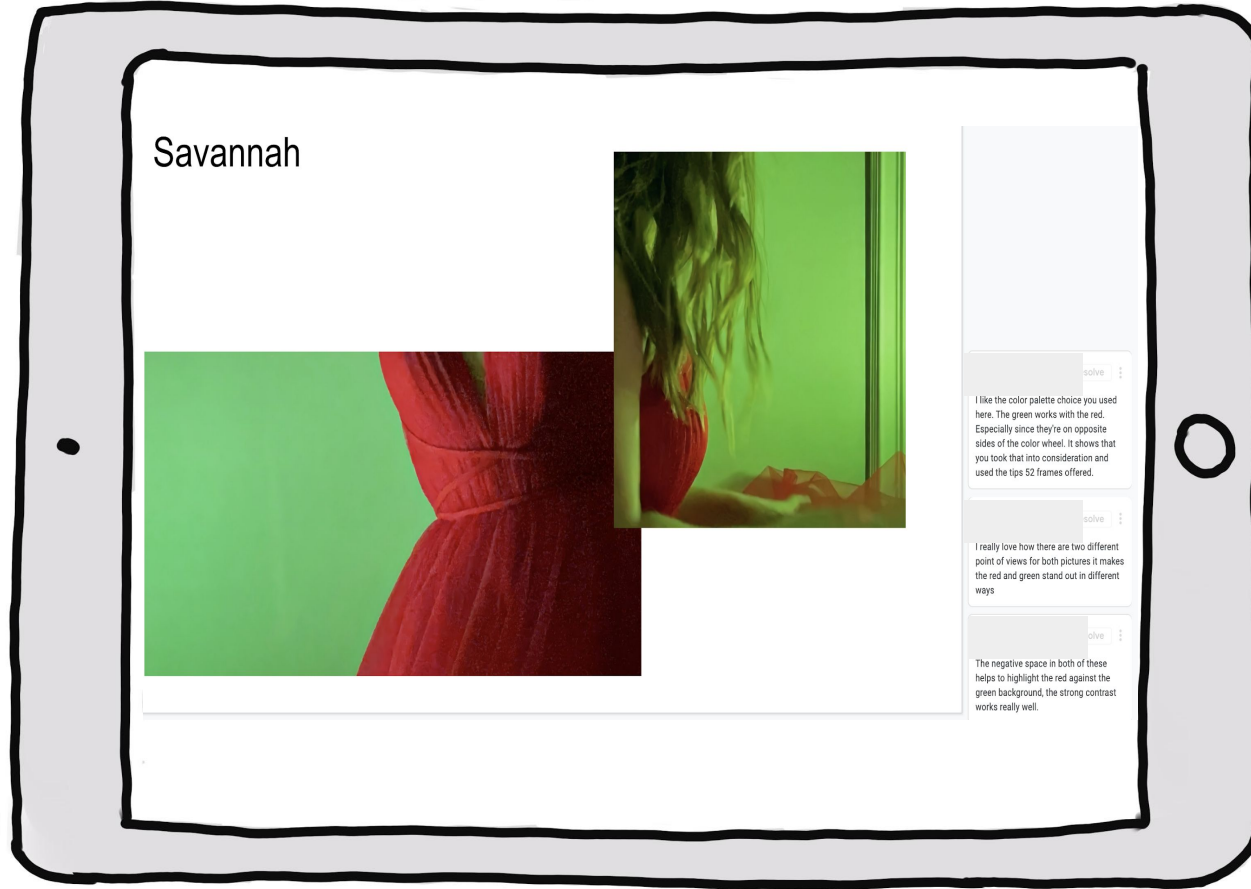 Savannah
solve
I like the color palette choice you used
here. The green works with the red.
Especially since they're on opposite
sides of the color wheel. It shows that
you took that into consideration and
used the tips 52 frames offered.
solve
I really love how there are two different
point of views for both pictures it makes
the red and green stand out in different
ways
olve
The negative space in both of these
helps to highlight the red against the
green background, the strong contrast
works really well.